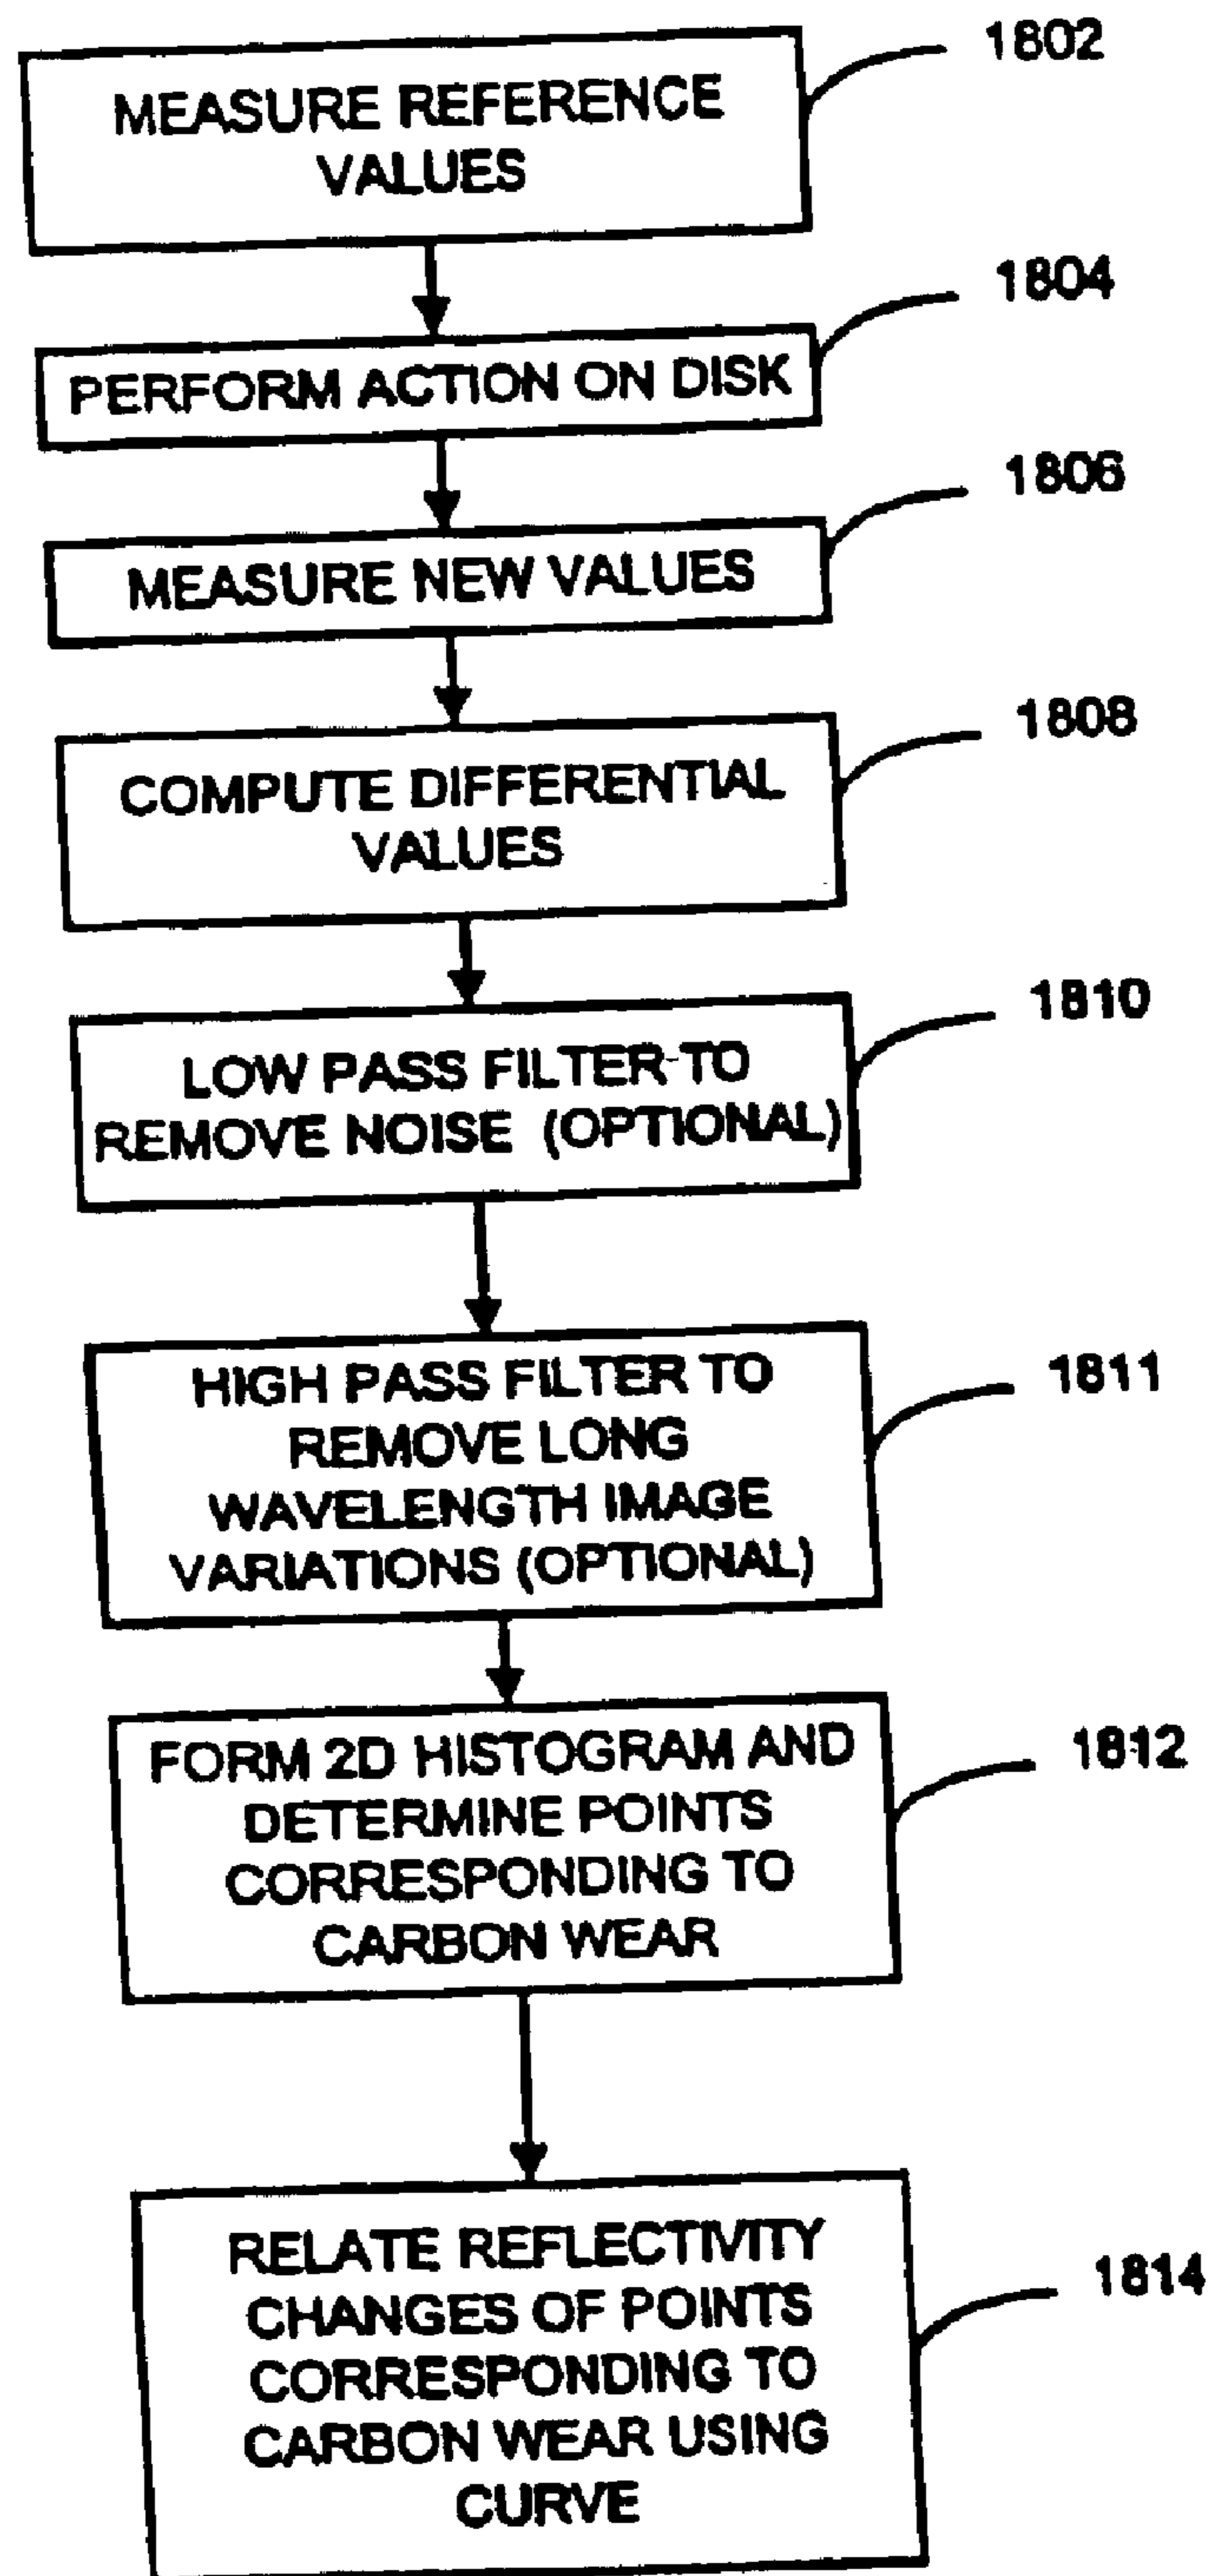 1802
MEASURE REFERENCE
VALUES
1804
PERFORM ACTION ON DISK
1806
MEASURE NEW VALUES
1808
COMPUTE DIFFERENTIAL
VALUES
1810
LOW PASS FILTER TO
REMOVE NOISE (OPTIONAL)
1811
HIGH PASS FILTER TO
REMOVE LONG
WAVELENGTH IMAGE
VARIATIONS (OPTIONAL)
1812
FORM 2D HISTOGRAM AND
DETERMINE POINTS
CORRESPONDING TO
CARBON WEAR
1814
RELATE REFLECTIVITY
CHANGES OF POINTS
CORRESPONDING TO
CARBON WEAR USING
CURVE